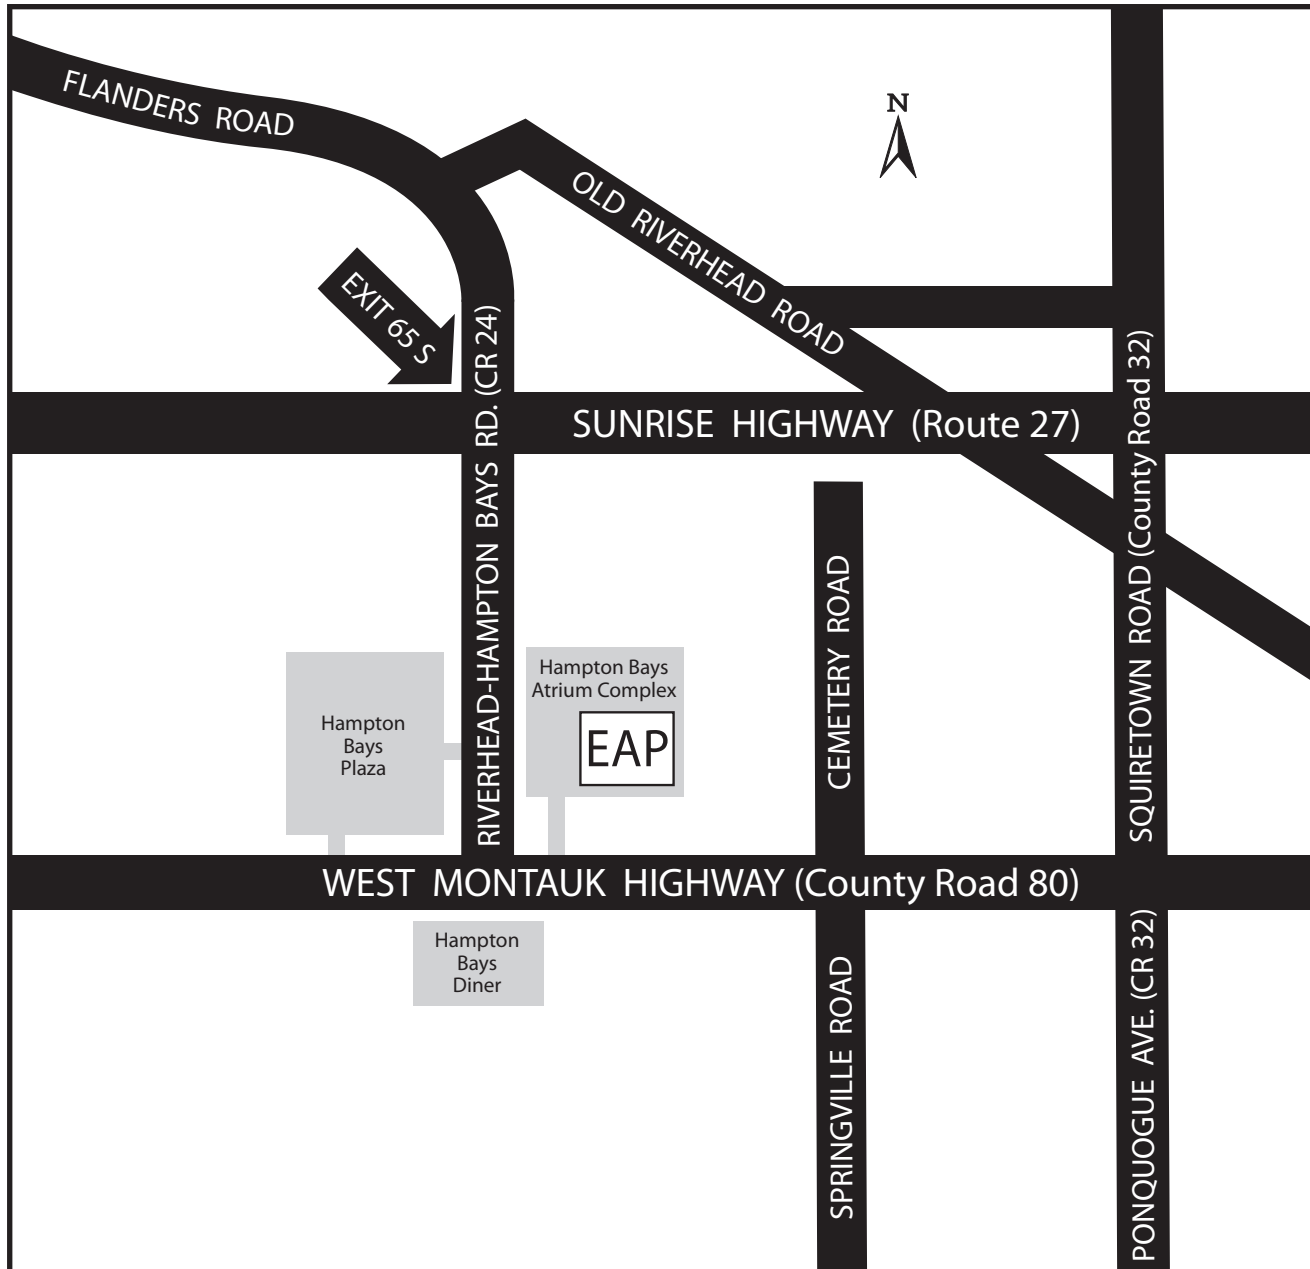 FLANDERS ROAD
N
OLD RIVERHEAD ROAD
EXIT 65 S
RIVERHEAD-HAMPTON BAYS RD. (CR 24)
SUNRISE HIGHWAY (Route 27)
SQUIRETOWN ROAD (County Road 32)
CEMETERY ROAD
Hampton
Bays
Plaza
Hampton Bays
Atrium Complex
EAP
WEST MONTAUK HIGHWAY (County Road 80)
Hampton
Bays
Diner
SPRINGVILLE ROAD
PONQUOGUE AVE. (CR 32)